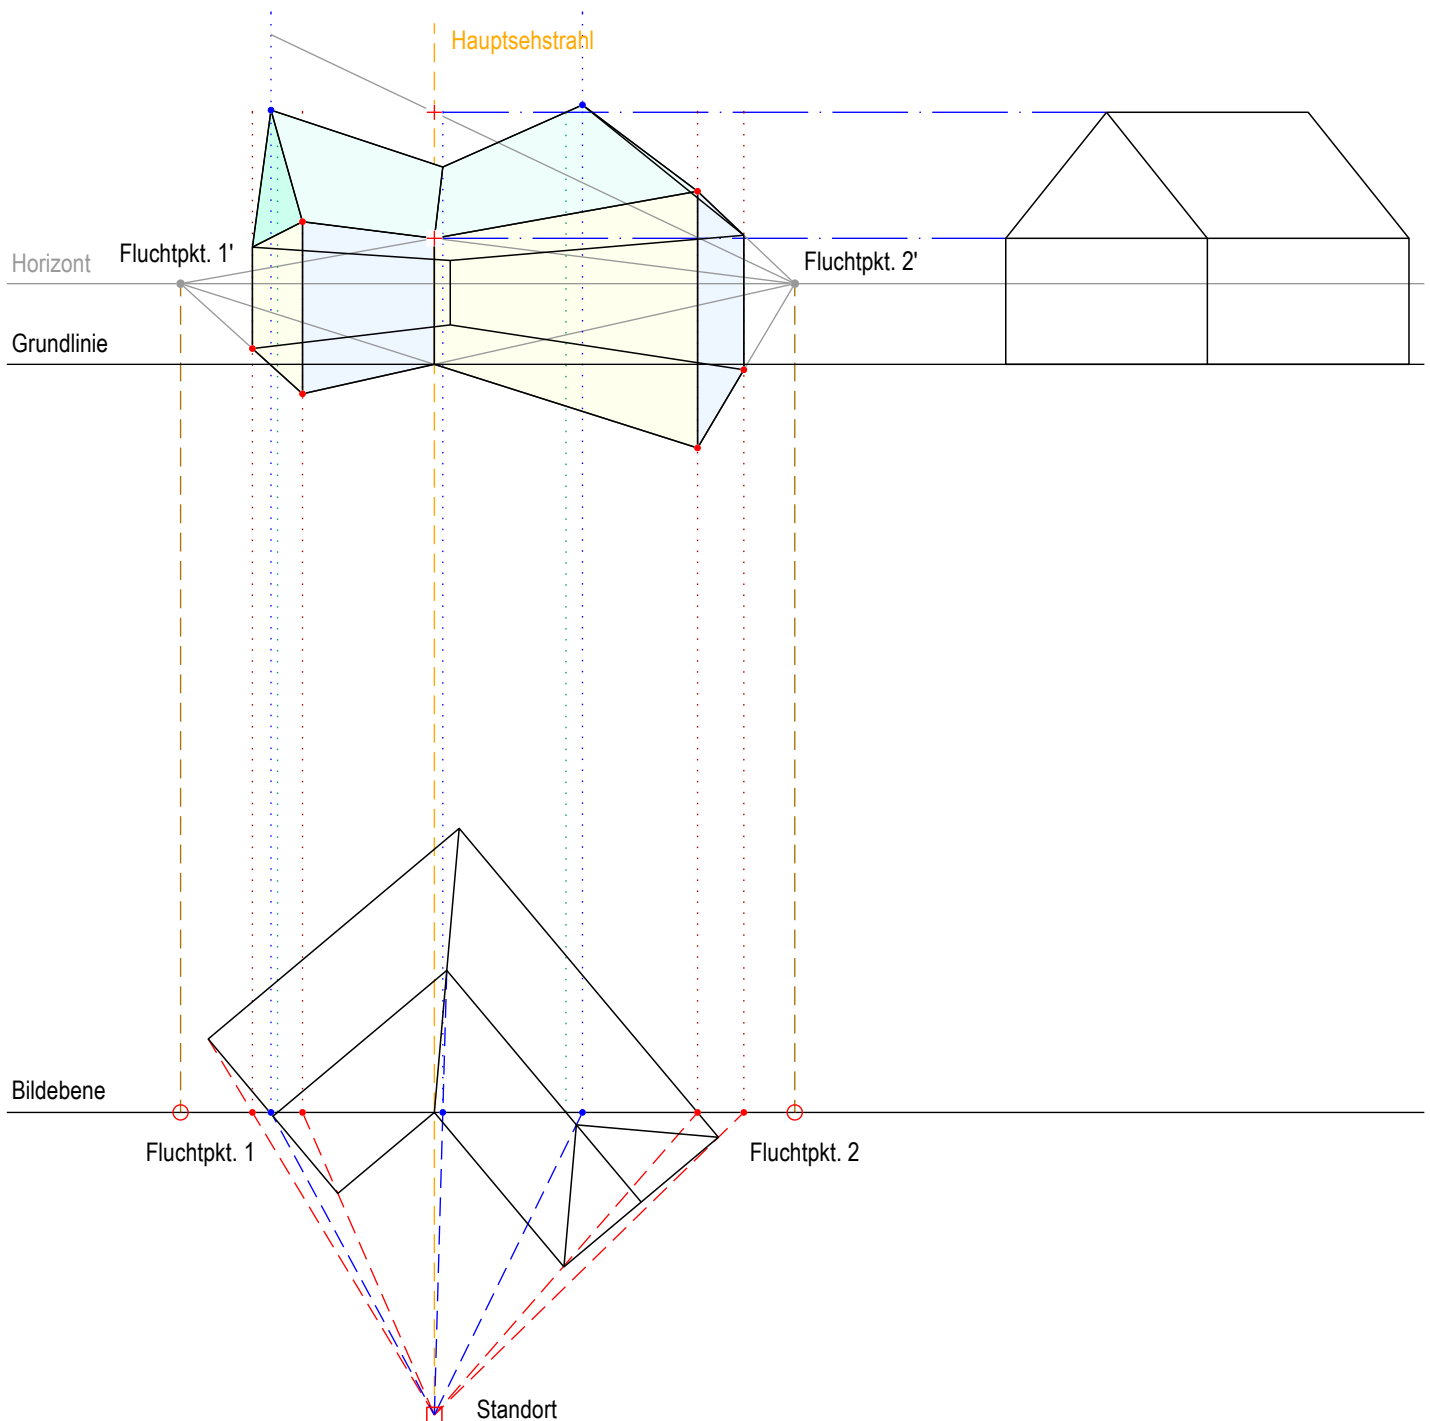 Hauptsehstrahl
Fluchtpkt. 1'
Fluchtpkt. 2'
Horizont
Grundlinie
Bildebene
Fluchtpkt. 1
Fluchtpkt. 2
Standort